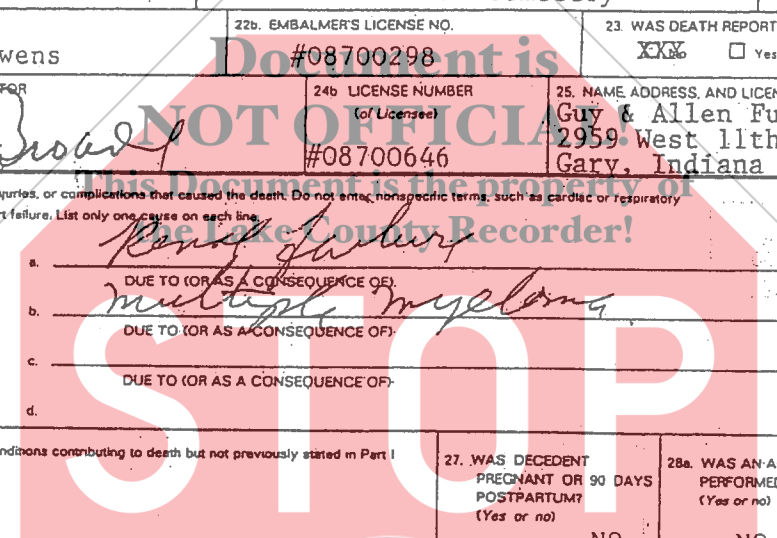 22b. EMBALMER'S LICENSE NO.
23. WAS DEATH REPORT
wens
#08700298
XXX No ☐ Yes
Document is
TOR
24b LICENSE NUMBER
(of Licensee)
25. NAME, ADDRESS, AND LICEN
Guy & Allen Fu
NOT OFFICIAL!
2959 West 11th
#08700646
Gary, Indiana
This Document is the property of
njuries, or complications that caused the death. Do not enter nonspecific terms, such as cardiac or respiratory
rt failure. List only one cause on each line.
the Lake County Recorder!
a. Renal failure
DUE TO (OR AS A CONSEQUENCE OF)
b. multiple myeloma
DUE TO (OR AS A CONSEQUENCE OF)
c.
DUE TO (OR AS A CONSEQUENCE OF)
d.
STOP
nditions contributing to death but not previously stated in Part I
27. WAS DECEDENT
PREGNANT OR 90 DAYS
POSTPARTUM?
(Yes or no)
28a. WAS AN A
PERFORMED
(Yes or no)
NO
NO